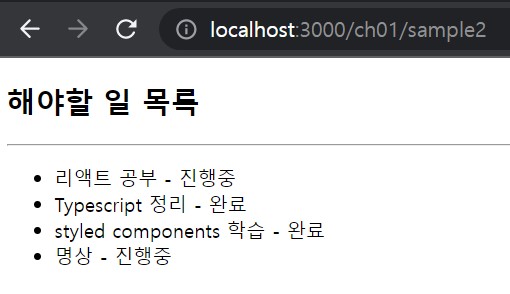 localhost:3000/ch01/sample2
해야할 일 목록
리액트 공부 - 진행중
Typescript 정리 - 완료
styled components 학습 - 완료
명상 - 진행중